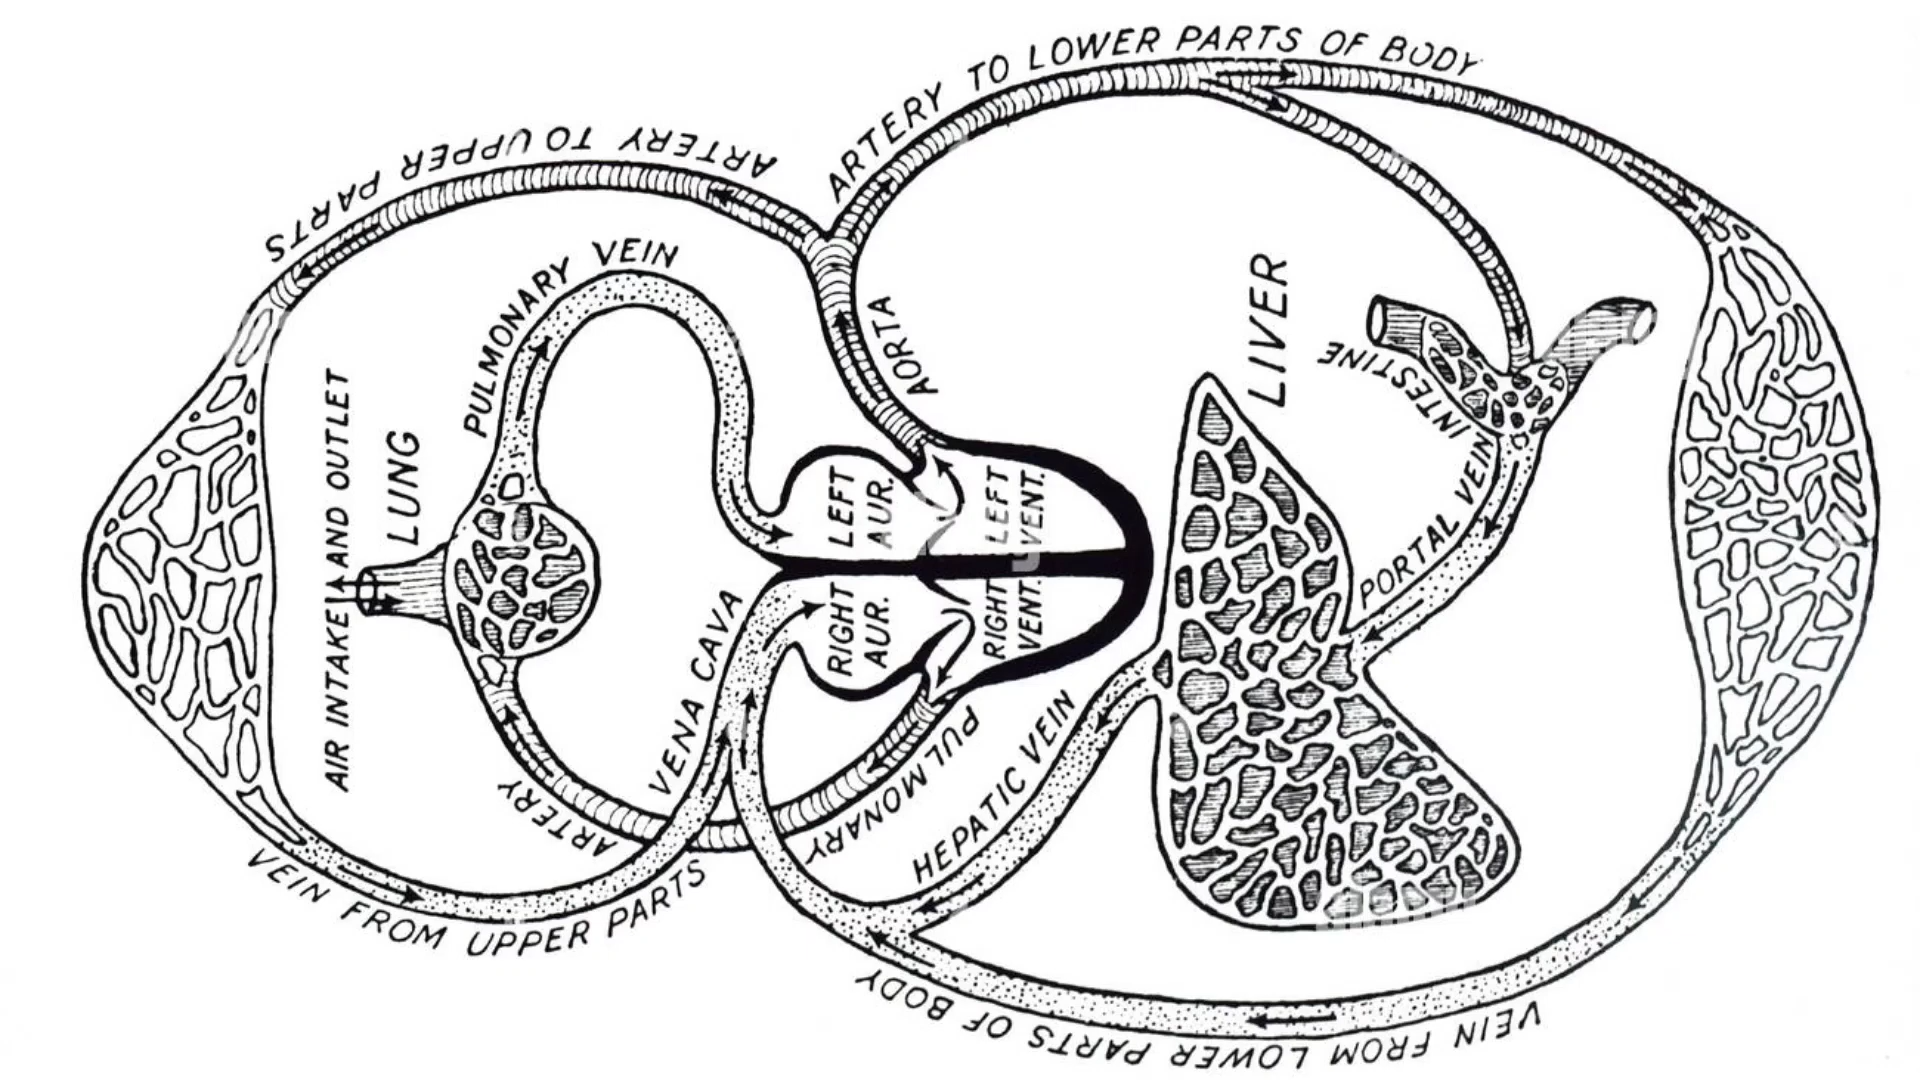 ARTERY TO LOWER PARTS OF BODY
ARTERY TO UPPER PARTS
PULMONARY VEIN
AORTA
LIVER
INTESTINE
AIR INTAKE AND OUTLET
LUNG
LEFT
AUR.
LEFT
VENT.
PORTAL VEIN
RIGHT
AUR.
RIGHT
VENT.
VENA CAVA
PULMONARY
ARTERY
HEPATIC VEIN
VEIN FROM UPPER PARTS
VEIN FROM LOWER PARTS OF BODY